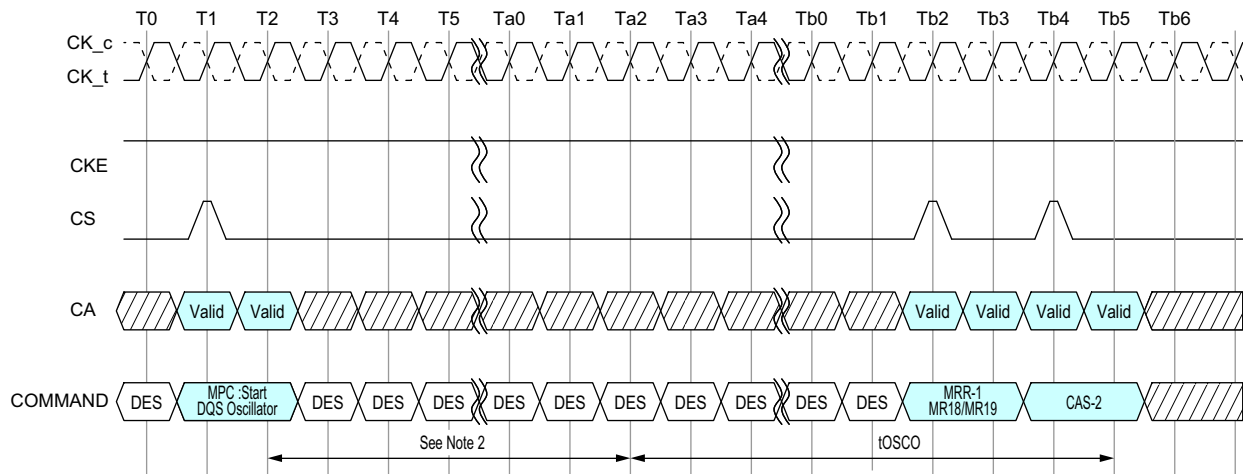 T0 T1 T2 T3 T4 T5 Ta0 Ta1 Ta2 Ta3 Ta4 Tb0 Tb1 Tb2 Tb3 Tb4 Tb5 Tb6
CK_c
CK_t
CKE
CS
CA Valid Valid Valid Valid Valid Valid
COMMAND DES MPC :Start DQS Oscillator DES DES DES DES DES DES DES DES DES DES MRR-1 MR18/MR19 CAS-2
See Note 2 tOSCO